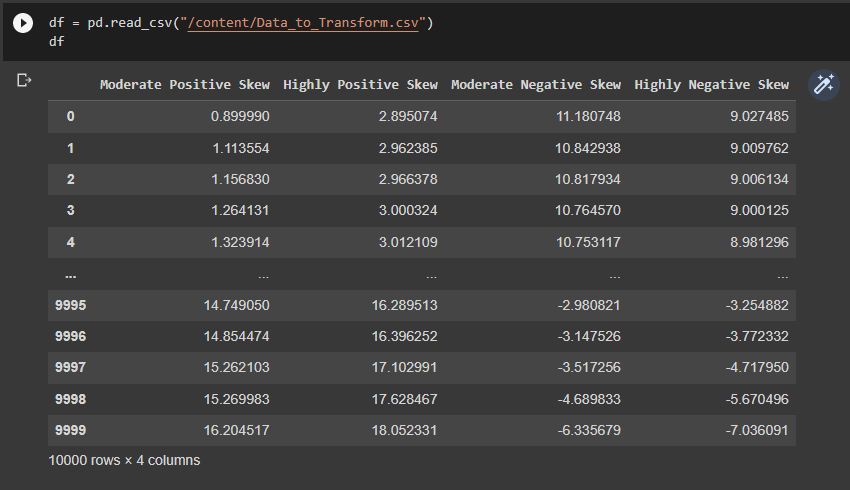 df = pd.read_csv("/content/Data_to_Transform.csv")
df
Moderate Positive Skew Highly Positive Skew Moderate Negative Skew Highly Negative Skew
0 0.899990 2.895074 11.180748 9.027485
1 1.113554 2.962385 10.842938 9.009762
2 1.156830 2.966378 10.817934 9.006134
3 1.264131 3.000324 10.764570 9.000125
4 1.323914 3.012109 10.753117 8.981296
... ... ... ... ...
9995 14.749050 16.289513 -2.980821 -3.254882
9996 14.854474 16.396252 -3.147526 -3.772332
9997 15.262103 17.102991 -3.517256 -4.717950
9998 15.269983 17.628467 -4.689833 -5.670496
9999 16.204517 18.052331 -6.335679 -7.036091
10000 rows × 4 columns